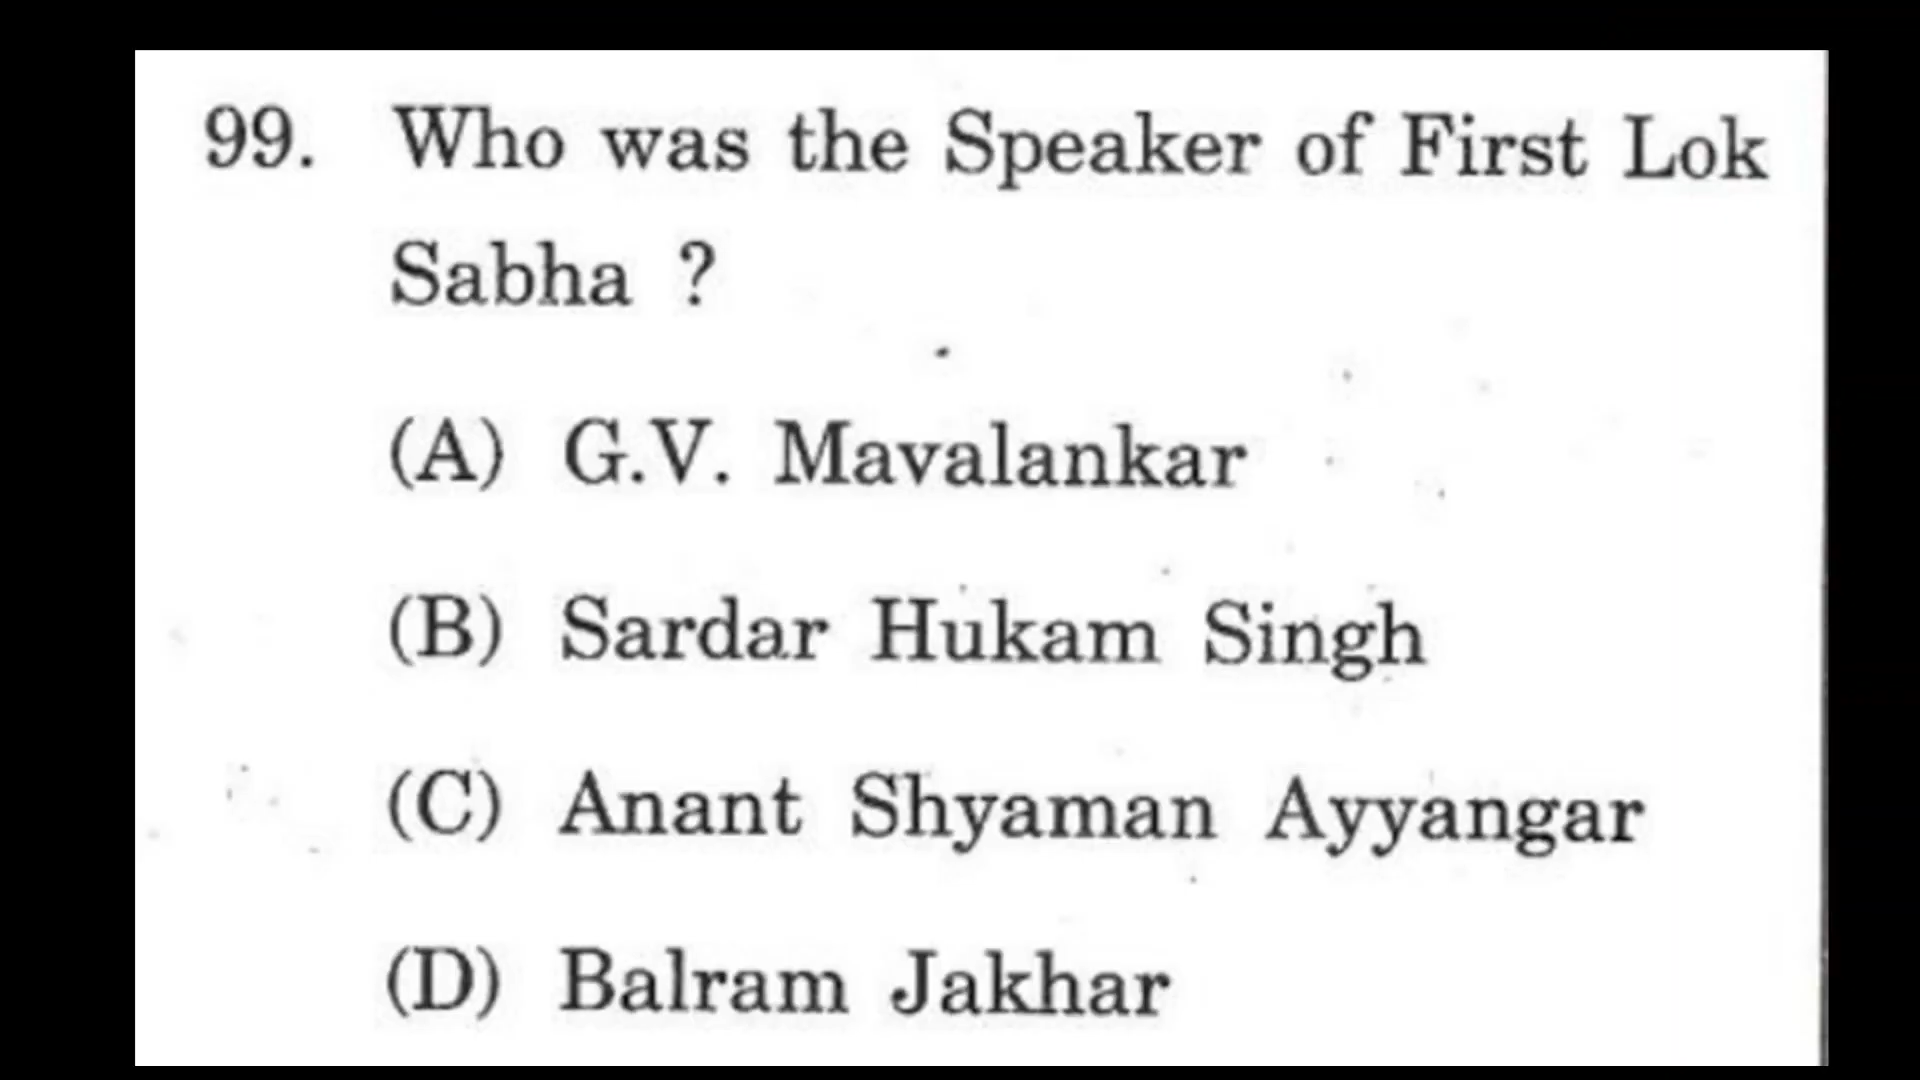 99. Who was the Speaker of First Lok
Sabha ?
(A) G.V. Mavalankar
(B) Sardar Hukam Singh
(C) Anant Shyaman Ayyangar
(D) Balram Jakhar